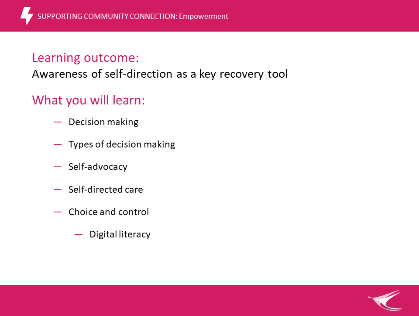 SUPPORTING COMMUNITY CONNECTION: Empowerment
Learning outcome:
Awareness of self-direction as a key recovery tool
What you will learn:
— Decision making
— Types of decision making
— Self-advocacy
— Self-directed care
— Choice and control
— Digital literacy